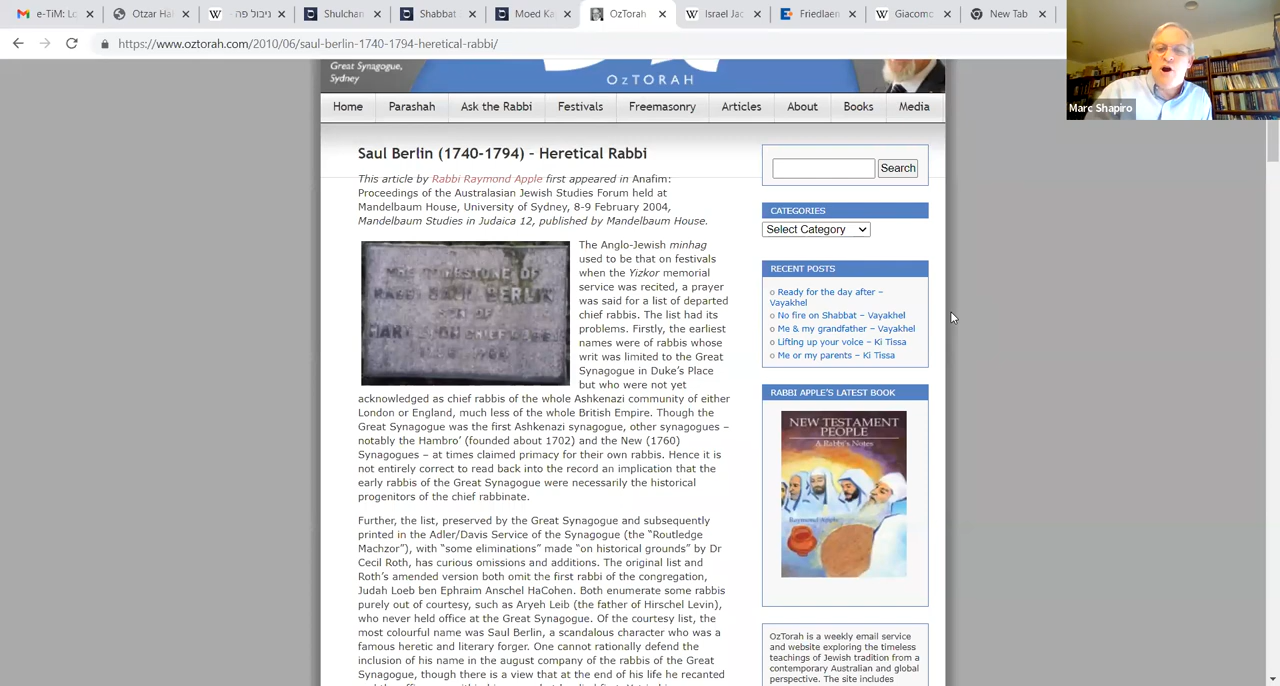 e-TiM: Lo
Otzar Ha
ניבול פה -
Shulchan
Shabbat
Moed Ka
OzTorah
Israel Jac
Friedlaen
Giacomo
New Tab
https://www.oztorah.com/2010/06/saul-berlin-1740-1794-heretical-rabbi/
Marc Shapiro
Great Synagogue,
Sydney
OzTORAH
Home Parashah Ask the Rabbi Festivals Freemasonry Articles About Books Media
Saul Berlin (1740-1794) – Heretical Rabbi
This article by Rabbi Raymond Apple first appeared in Anafim:
Proceedings of the Australasian Jewish Studies Forum held at
Mandelbaum House, University of Sydney, 8-9 February 2004,
Mandelbaum Studies in Judaica 12, published by Mandelbaum House.
THE TOMBSTONE OF
RABBI SAUL BERLIN
SON OF
The Anglo-Jewish minhag
used to be that on festivals
when the Yizkor memorial
service was recited, a prayer
was said for a list of departed
chief rabbis. The list had its
problems. Firstly, the earliest
names were of rabbis whose
writ was limited to the Great
Synagogue in Duke's Place
but who were not yet
acknowledged as chief rabbis of the whole Ashkenazi community of either
London or England, much less of the whole British Empire. Though the
Great Synagogue was the first Ashkenazi synagogue, other synagogues –
notably the Hambro' (founded about 1702) and the New (1760)
Synagogues – at times claimed primacy for their own rabbis. Hence it is
not entirely correct to read back into the record an implication that the
early rabbis of the Great Synagogue were necessarily the historical
progenitors of the chief rabbinate.
Further, the list, preserved by the Great Synagogue and subsequently
printed in the Adler/Davis Service of the Synagogue (the "Routledge
Machzor"), with "some eliminations" made "on historical grounds" by Dr
Cecil Roth, has curious omissions and additions. The original list and
Roth's amended version both omit the first rabbi of the congregation,
Judah Loeb ben Ephraim Anschel HaCohen. Both enumerate some rabbis
purely out of courtesy, such as Aryeh Leib (the father of Hirschel Levin),
who never held office at the Great Synagogue. Of the courtesy list, the
most colourful name was Saul Berlin, a scandalous character who was a
famous heretic and literary forger. One cannot rationally defend the
inclusion of his name in the august company of the rabbis of the Great
Synagogue, though there is a view that at the end of his life he recanted
Search
CATEGORIES
Select Category
RECENT POSTS
Ready for the day after –
Vayakhel
No fire on Shabbat – Vayakhel
Me & my grandfather – Vayakhel
Lifting up your voice – Ki Tissa
Me or my parents – Ki Tissa
RABBI APPLE'S LATEST BOOK
NEW TESTAMENT
PEOPLE
A Rabbi's Notes
Raymond Apple
OzTorah is a weekly email service
and website exploring the timeless
teachings of Jewish tradition from a
contemporary Australian and global
perspective. The site includes